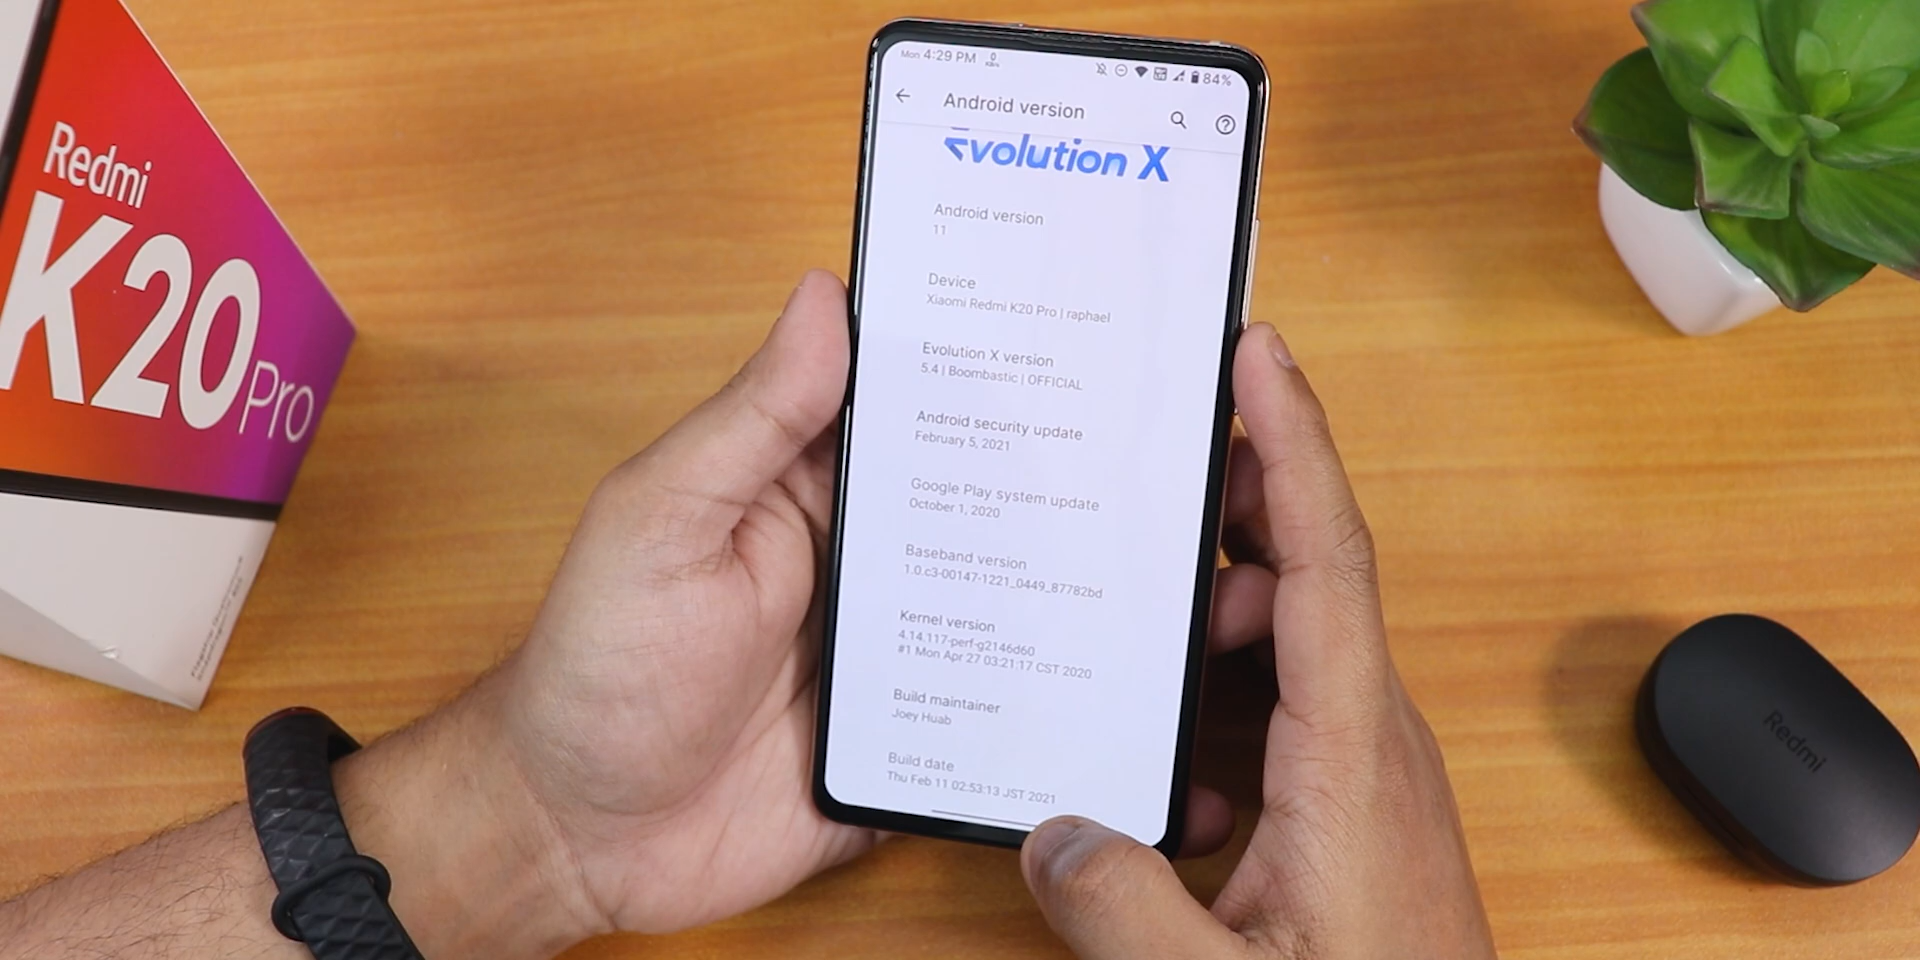 Redmi
K20 Pro
Mon 4:29 PM
84%
Android version
Evolution X
Android version
11
Device
Xiaomi Redmi K20 Pro | raphael
Evolution X version
5.4 | Boombastic | OFFICIAL
Android security update
February 5, 2021
Google Play system update
October 1, 2020
Baseband version
1.0.c3-00147-1221_0449_87782bd
Kernel version
4.14.117-perf-g2146d60
#1 Mon Apr 27 03:21:17 CST 2020
Build maintainer
Joey Huab
Build date
Thu Feb 11 02:53:13 JST 2021
Redmi